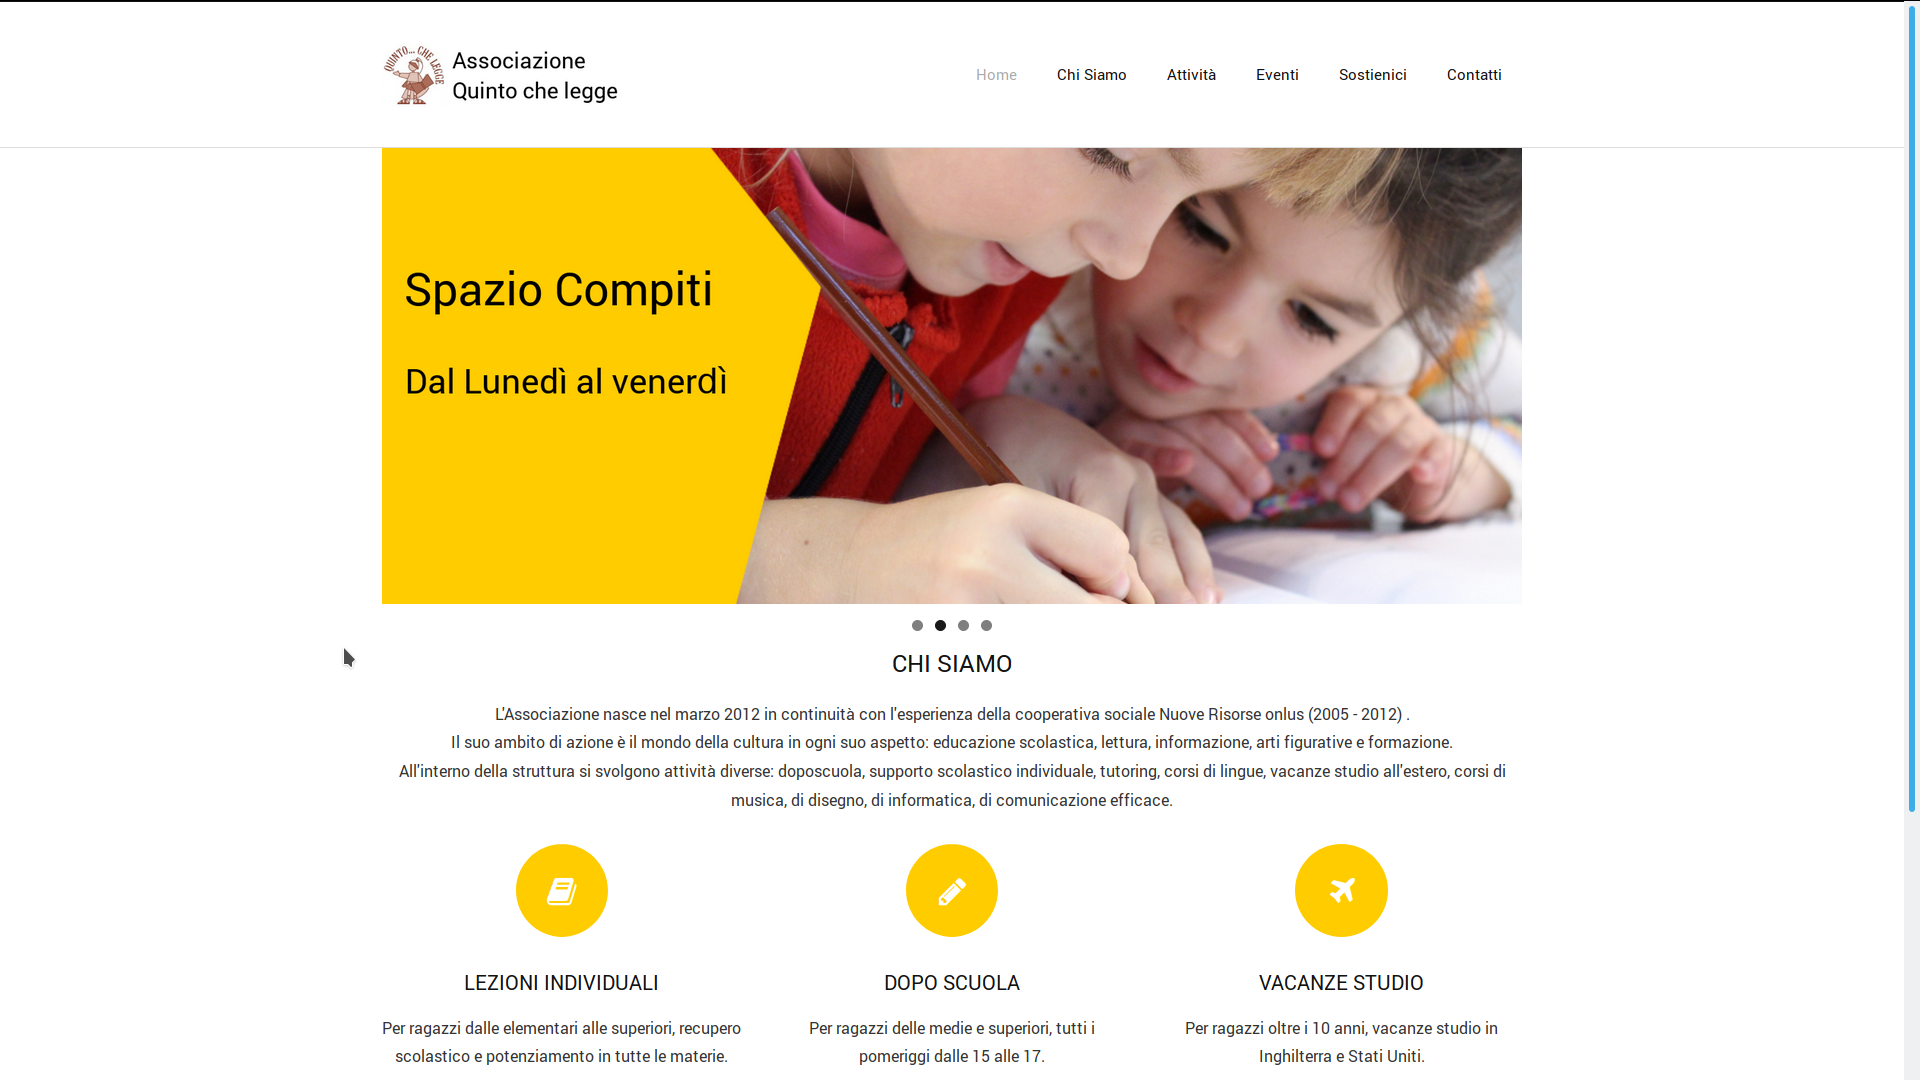 QUINTO... CHE LEGGE
Associazione
Quinto che legge
Home
Chi Siamo
Attività
Eventi
Sostienici
Contatti
Spazio Compiti
Dal Lunedì al venerdì
CHI SIAMO
L'Associazione nasce nel marzo 2012 in continuità con l'esperienza della cooperativa sociale Nuove Risorse onlus (2005 - 2012) .
Il suo ambito di azione è il mondo della cultura in ogni suo aspetto: educazione scolastica, lettura, informazione, arti figurative e formazione.
All'interno della struttura si svolgono attività diverse: doposcuola, supporto scolastico individuale, tutoring, corsi di lingue, vacanze studio all'estero, corsi di
musica, di disegno, di informatica, di comunicazione efficace.
LEZIONI INDIVIDUALI
Per ragazzi dalle elementari alle superiori, recupero
scolastico e potenziamento in tutte le materie.
DOPO SCUOLA
Per ragazzi delle medie e superiori, tutti i
pomeriggi dalle 15 alle 17.
VACANZE STUDIO
Per ragazzi oltre i 10 anni, vacanze studio in
Inghilterra e Stati Uniti.